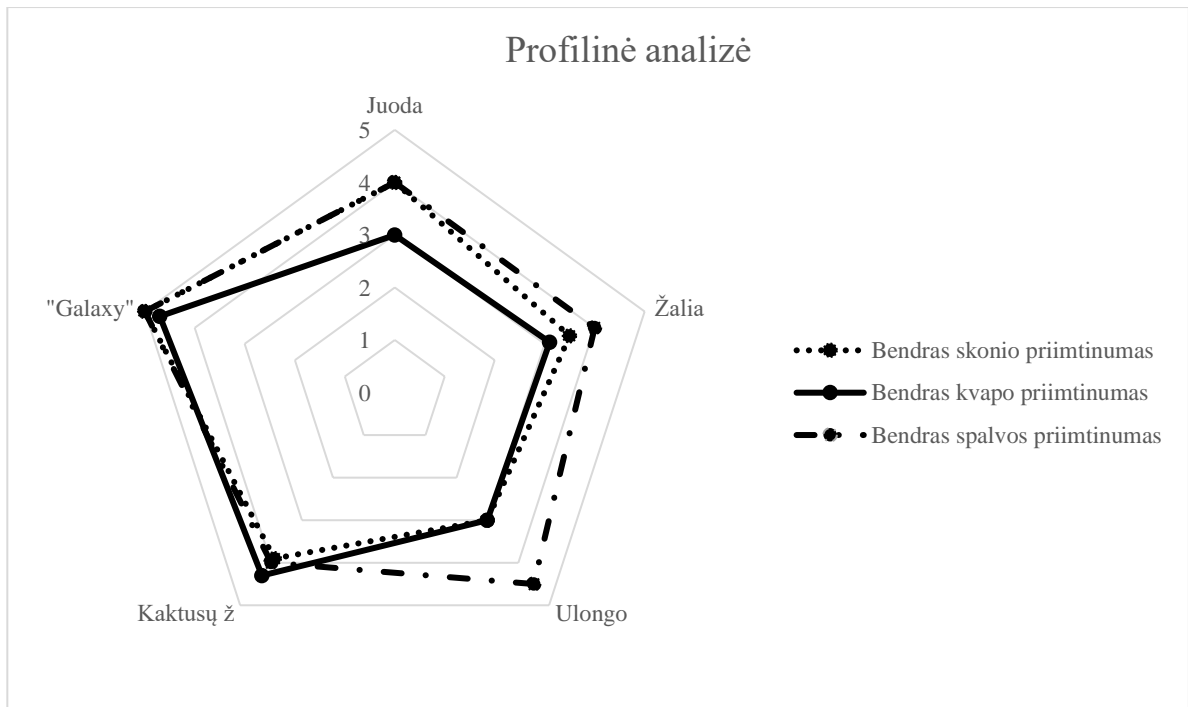 Profilinė analizė
Juoda
5
4
3
2
1
0
"Galaxy"
Žalia
Kaktusų ž
Ulongo
Bendras skonio priimtinumas
Bendras kvapo priimtinumas
Bendras spalvos priimtinumas